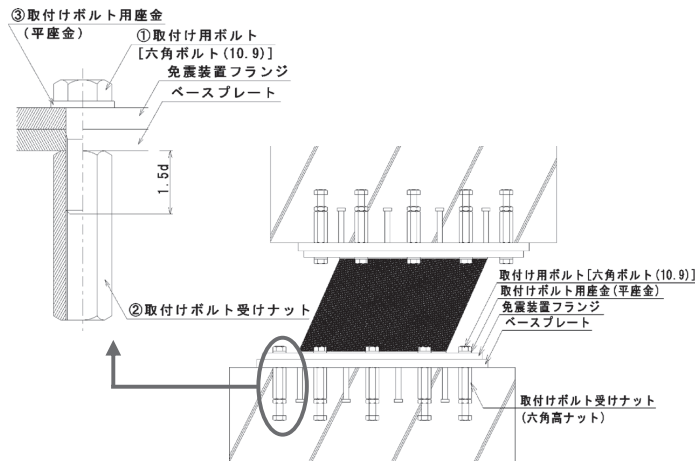 ③取付けボルト用座金
(平座金)
①取付け用ボルト
[六角ボルト(10.9)]
免震装置フランジ
ベースプレート
1.5d
②取付けボルト受けナット
取付け用ボルト[六角ボルト(10.9)]
取付けボルト用座金(平座金)
免震装置フランジ
ベースプレート
取付けボルト受けナット
(六角高ナット)